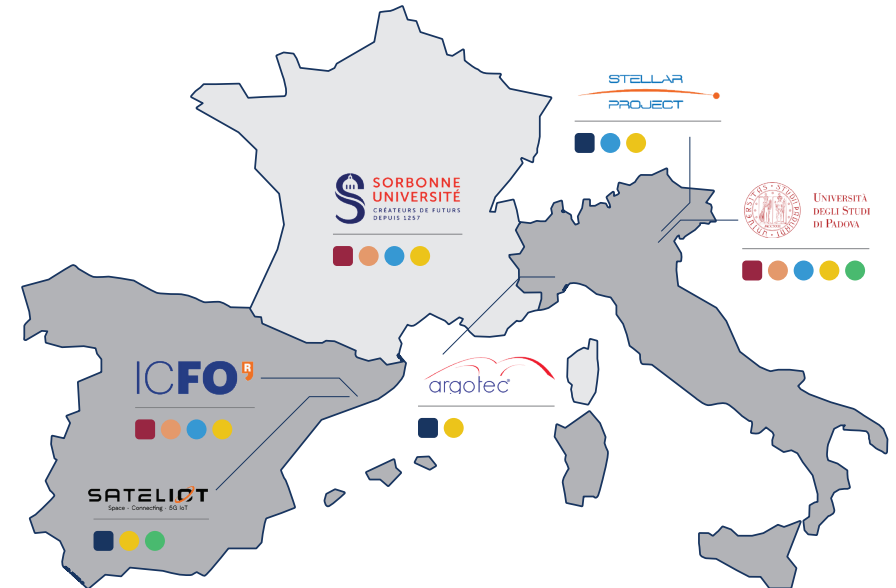 STELLAR
PROJECT
SORBONNE
UNIVERSITÉ
CRÉATEURS DE FUTURS
DEPUIS 1257
UNIVERSITÀ
DEGLI STUDI
DI PADOVA
ICFO
R
argotec
SATELIOT
Space - Connecting - 5G IoT